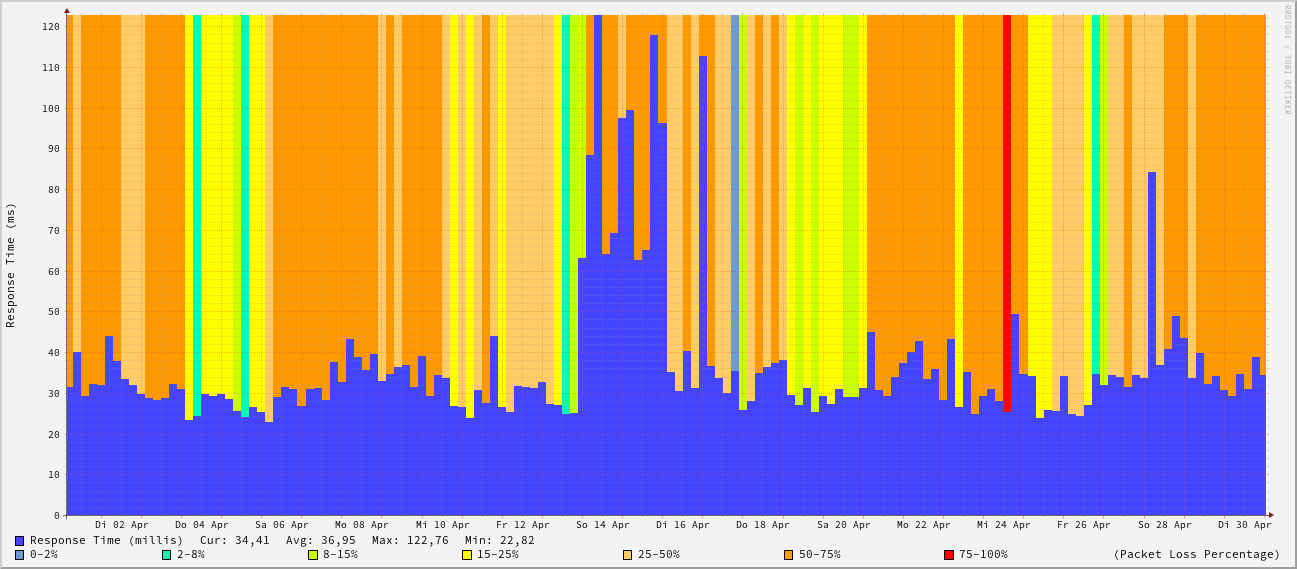 RRDTOOL / TOBI OETIKER
Response Time (ms)
120
110
100
90
80
70
60
50
40
30
20
10
0
Di 02 Apr Do 04 Apr Sa 06 Apr Mo 08 Apr Mi 10 Apr Fr 12 Apr So 14 Apr Di 16 Apr Do 18 Apr Sa 20 Apr Mo 22 Apr Mi 24 Apr Fr 26 Apr So 28 Apr Di 30 Apr
Response Time (millis) Cur: 34,41 Avg: 36,95 Max: 122,76 Min: 22,82
0-2% 2-8% 8-15% 15-25% 25-50% 50-75% 75-100% (Packet Loss Percentage)